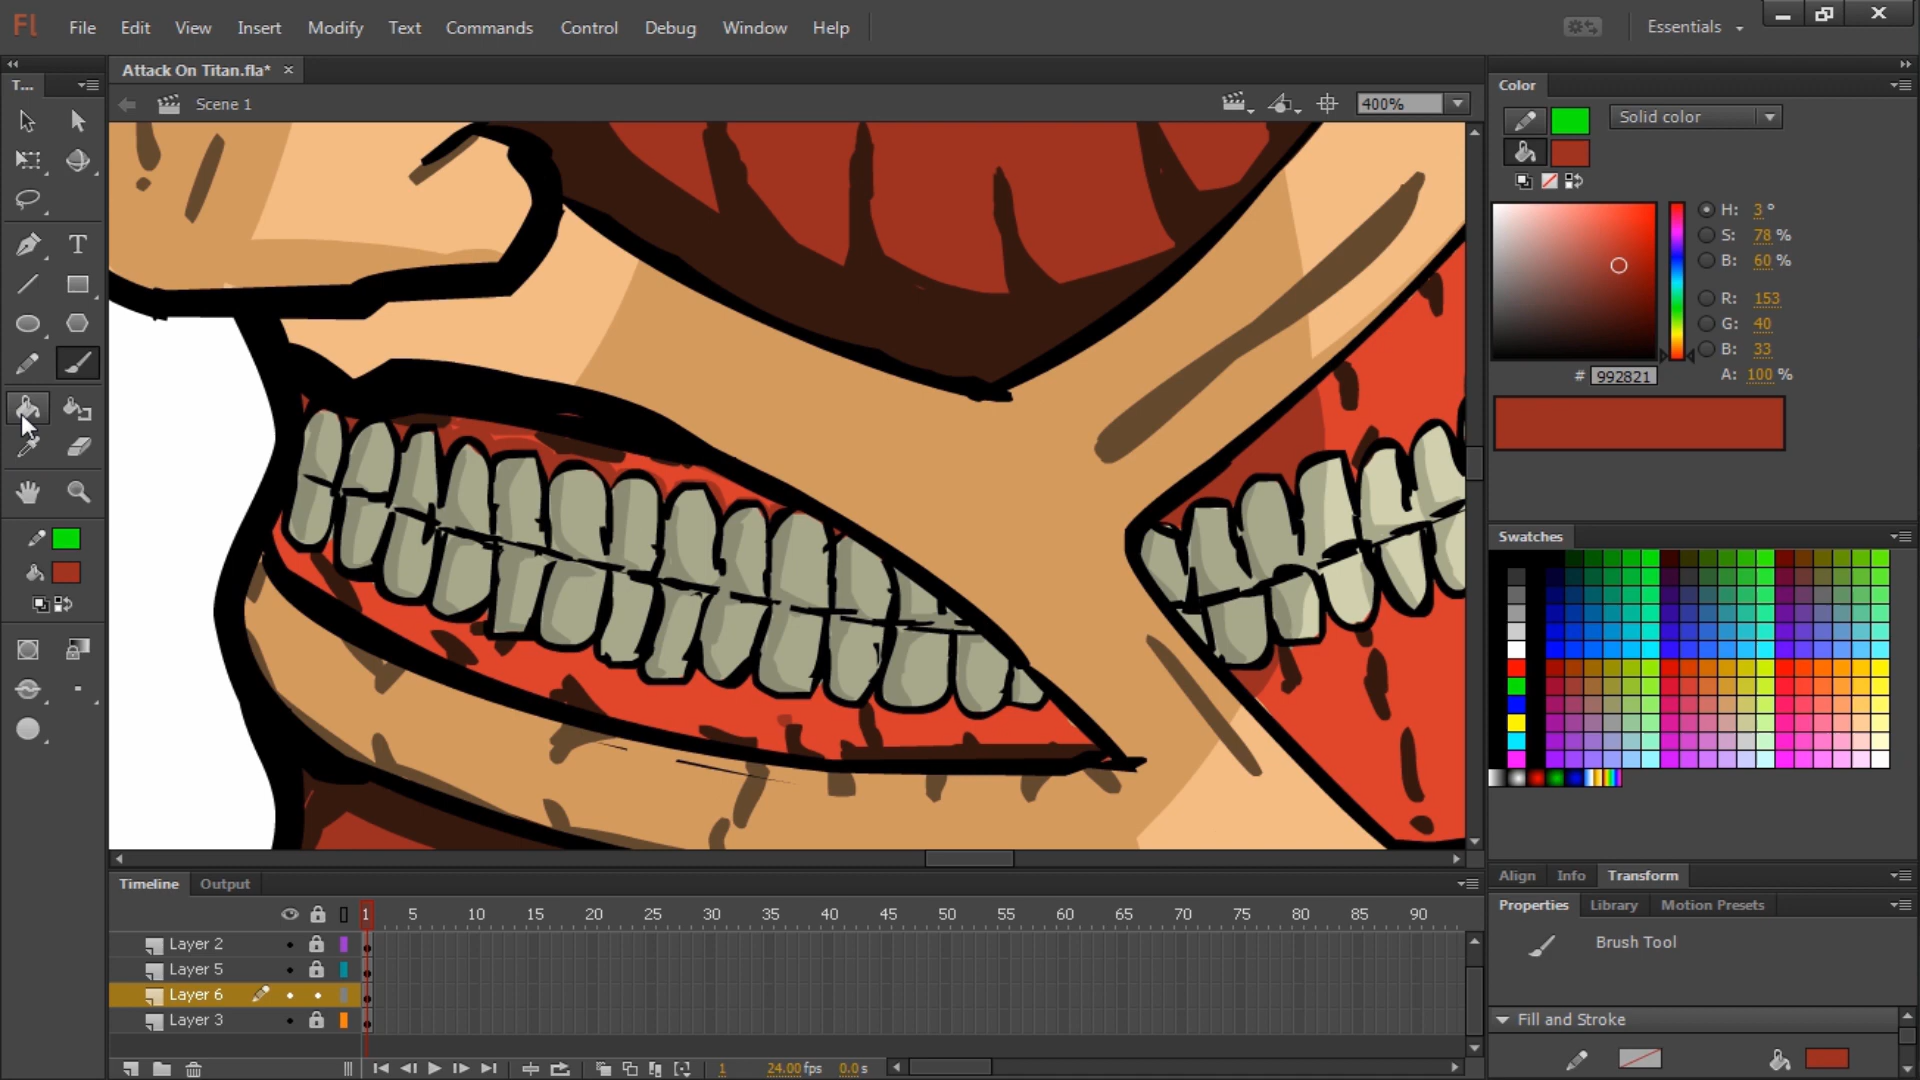 Fl File Edit View Insert Modify Text Commands Control Debug Window Help Essentials
T... Attack On Titan.fla* Color
Scene 1 400%
Solid color
H: 3 °
S: 78 %
B: 60 %
R: 153
G: 40
B: 33
A: 100 %
# 992821
Swatches
Align Info Transform
Properties Library Motion Presets
Brush Tool
Fill and Stroke
Timeline Output
1 5 10 15 20 25 30 35 40 45 50 55 60 65 70 75 80 85 90
Layer 2
Layer 5
Layer 6
Layer 3
1 24.00 fps 0.0 s